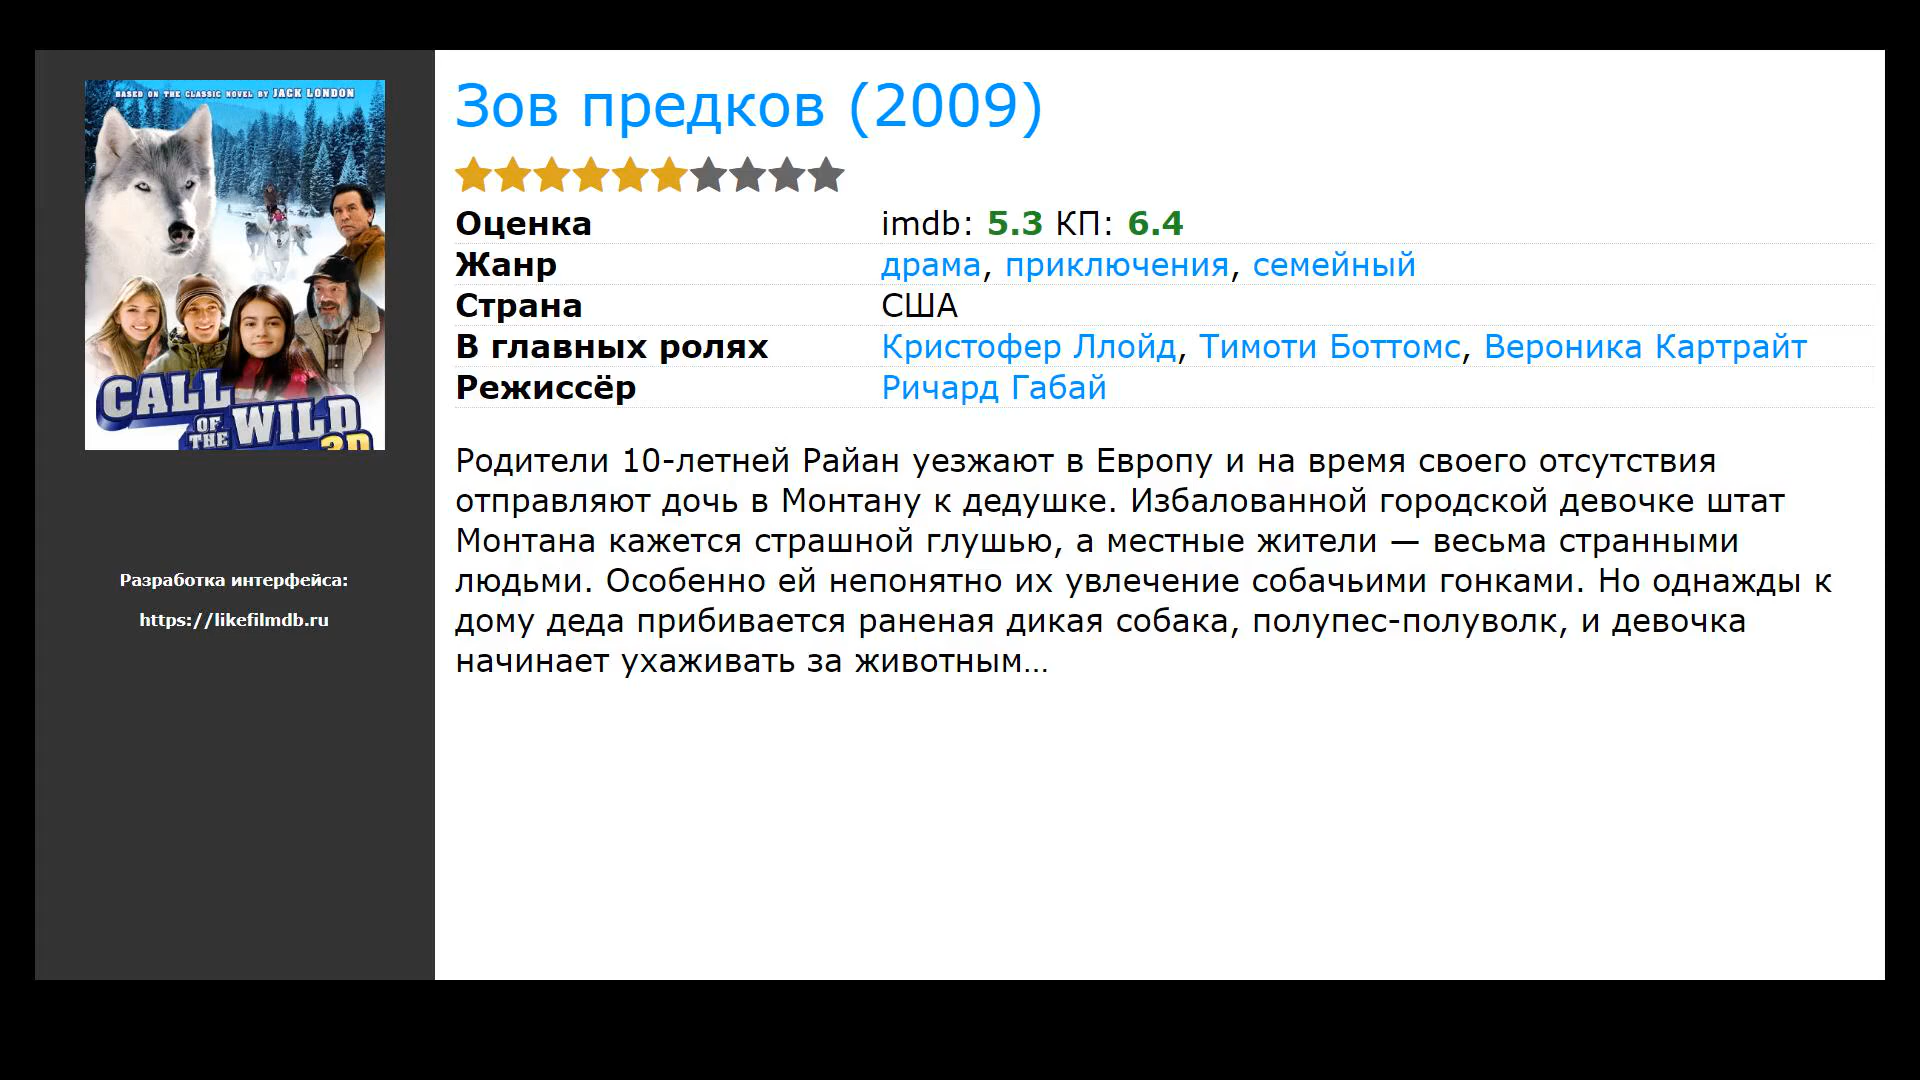 BASED ON THE CLASSIC NOVEL BY JACK LONDON
CALL
OF
THE
WILD
3D
Разработка интерфейса:
https://likefilmdb.ru
Зов предков (2009)
Оценка imdb: 5.3 КП: 6.4
Жанр драма, приключения, семейный
Страна США
В главных ролях Кристофер Ллойд, Тимоти Боттомс, Вероника Картрайт
Режиссёр Ричард Габай
Родители 10-летней Райан уезжают в Европу и на время своего отсутствия
отправляют дочь в Монтану к дедушке. Избалованной городской девочке штат
Монтана кажется страшной глушью, а местные жители — весьма странными
людьми. Особенно ей непонятно их увлечение собачьими гонками. Но однажды к
дому деда прибивается раненая дикая собака, полупес-полуволк, и девочка
начинает ухаживать за животным…